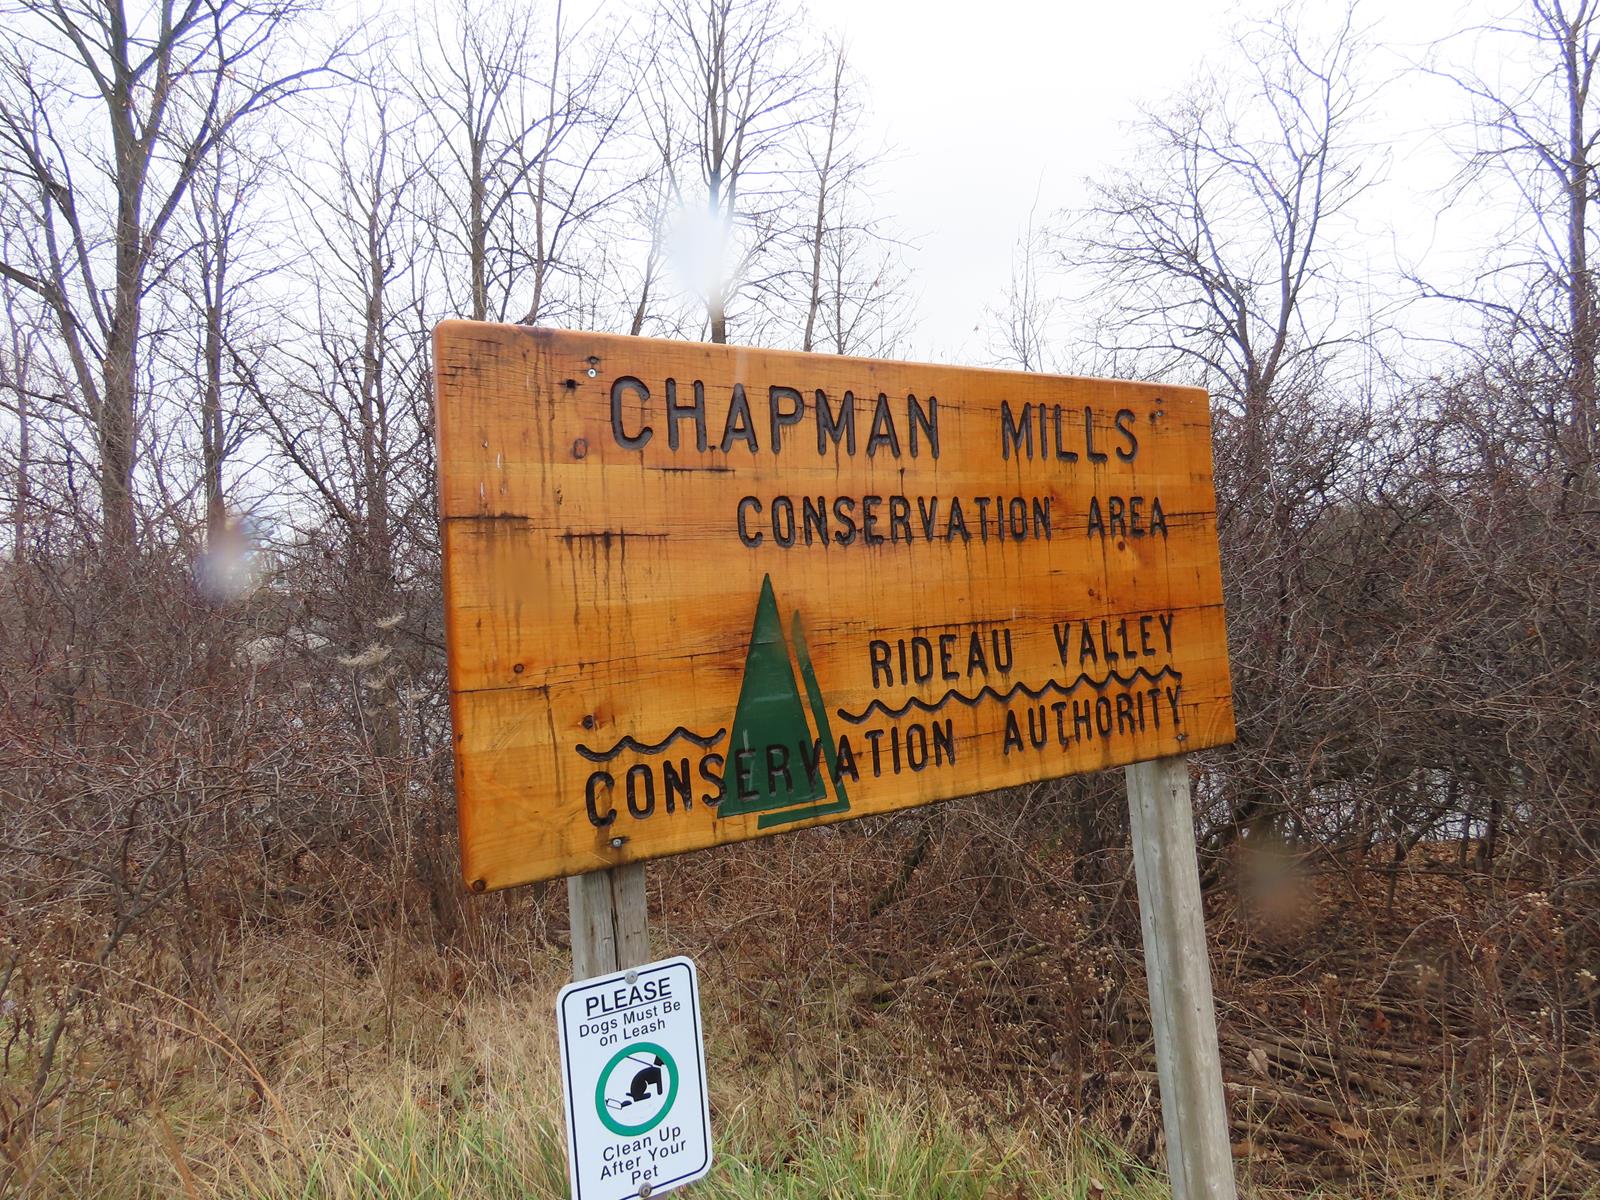 CHAPMAN MILLS
CONSERVATION AREA
RIDEAU VALLEY
CONSERVATION AUTHORITY
PLEASE
Dogs Must Be
on Leash
Clean Up
After Your
Pet